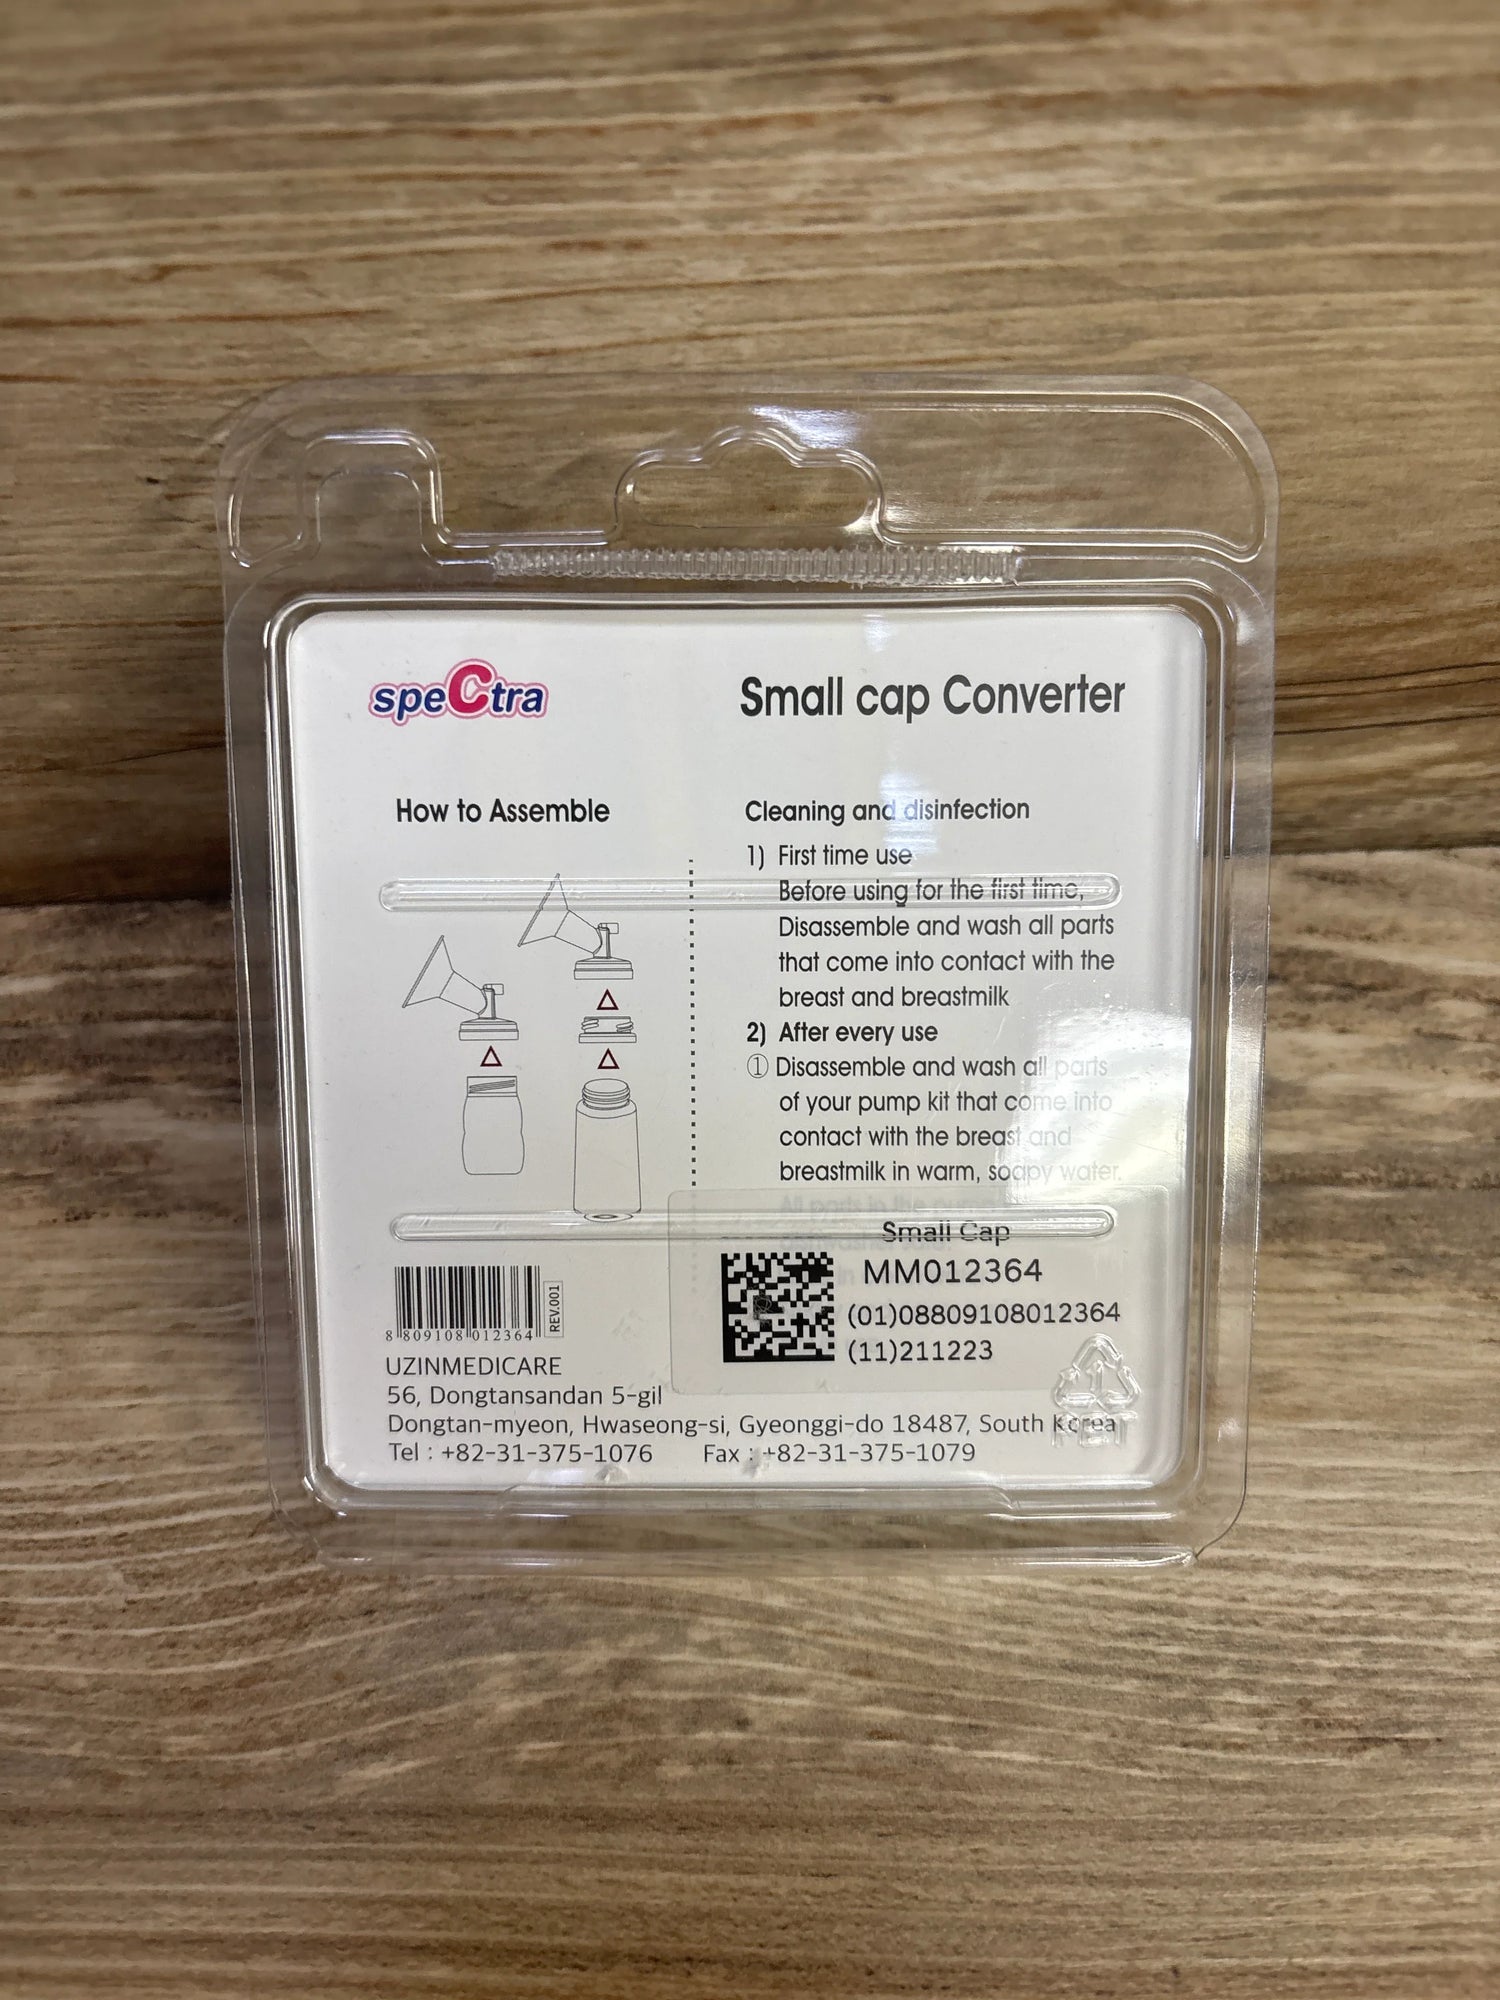 speCtra
Small cap Converter
How to Assemble
Cleaning and disinfection
1) First time use
Before using for the first time,
Disassemble and wash all parts
that come into contact with the
breast and breastmilk
2) After every use
① Disassemble and wash all parts
of your pump kit that come into
contact with the breast and
breastmilk in warm, soapy water.
All parts in the pump
Small Cap
MM012364
(01)08809108012364
(11)211223
8 809108 012364
REV.001
UZINMEDICARE
56, Dongtansandan 5-gil
Dongtan-myeon, Hwaseong-si, Gyeonggi-do 18487, South Korea
Tel : +82-31-375-1076 Fax : +82-31-375-1079
PET